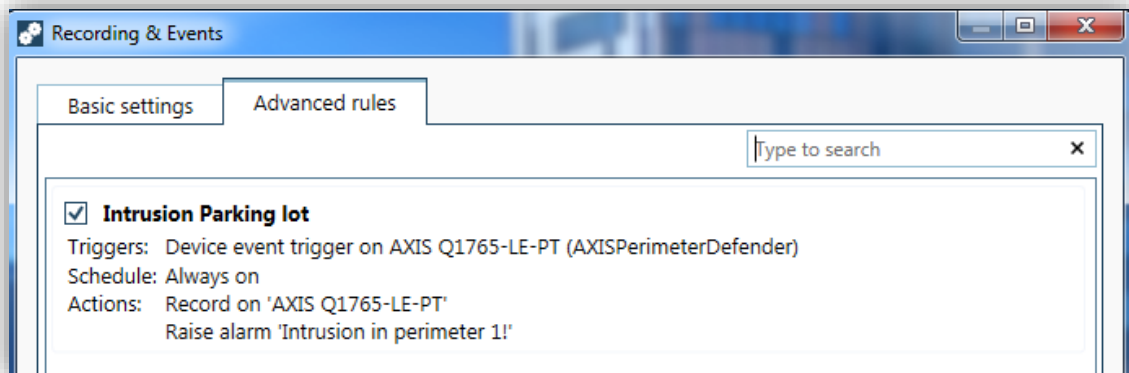 Recording & Events
Basic settings
Advanced rules
Type to search
Intrusion Parking lot
Triggers: Device event trigger on AXIS Q1765-LE-PT (AXISPerimeterDefender)
Schedule: Always on
Actions: Record on 'AXIS Q1765-LE-PT'
Raise alarm 'Intrusion in perimeter 1!'